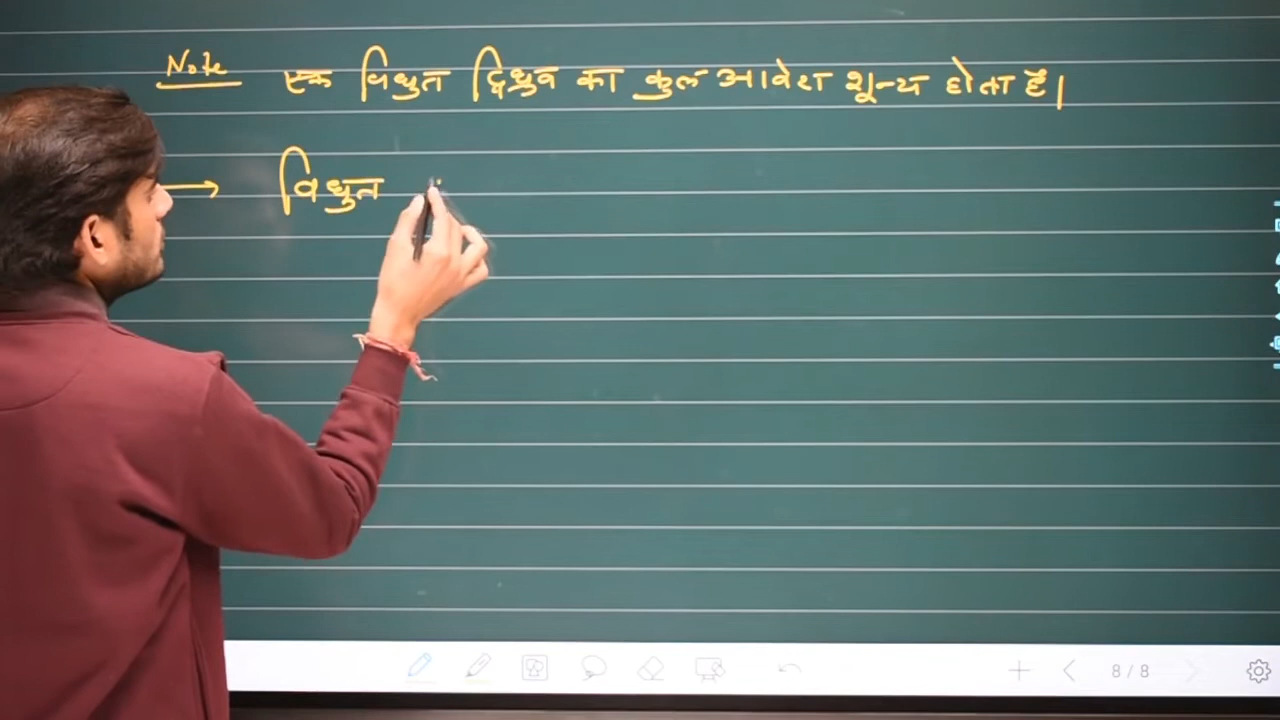 Note एक विधुत द्विध्रुव का कुल आवेश शून्य होता है।
→ विधुत
8/8